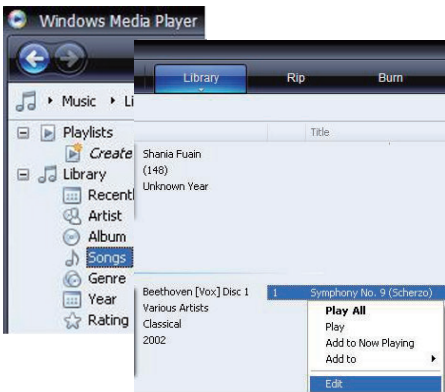 Windows Media Player
Music Li
Playlists
Create
Library
Recentl
Artist
Album
Songs
Genre
Year
Rating
Library Rip Burn
Title
Shania Fuain
(148)
Unknown Year
Beethoven [Vox] Disc 1
Various Artists
Classical
2002
1 Symphony No. 9 (Scherzo)
Play All
Play
Add to Now Playing
Add to
Edit